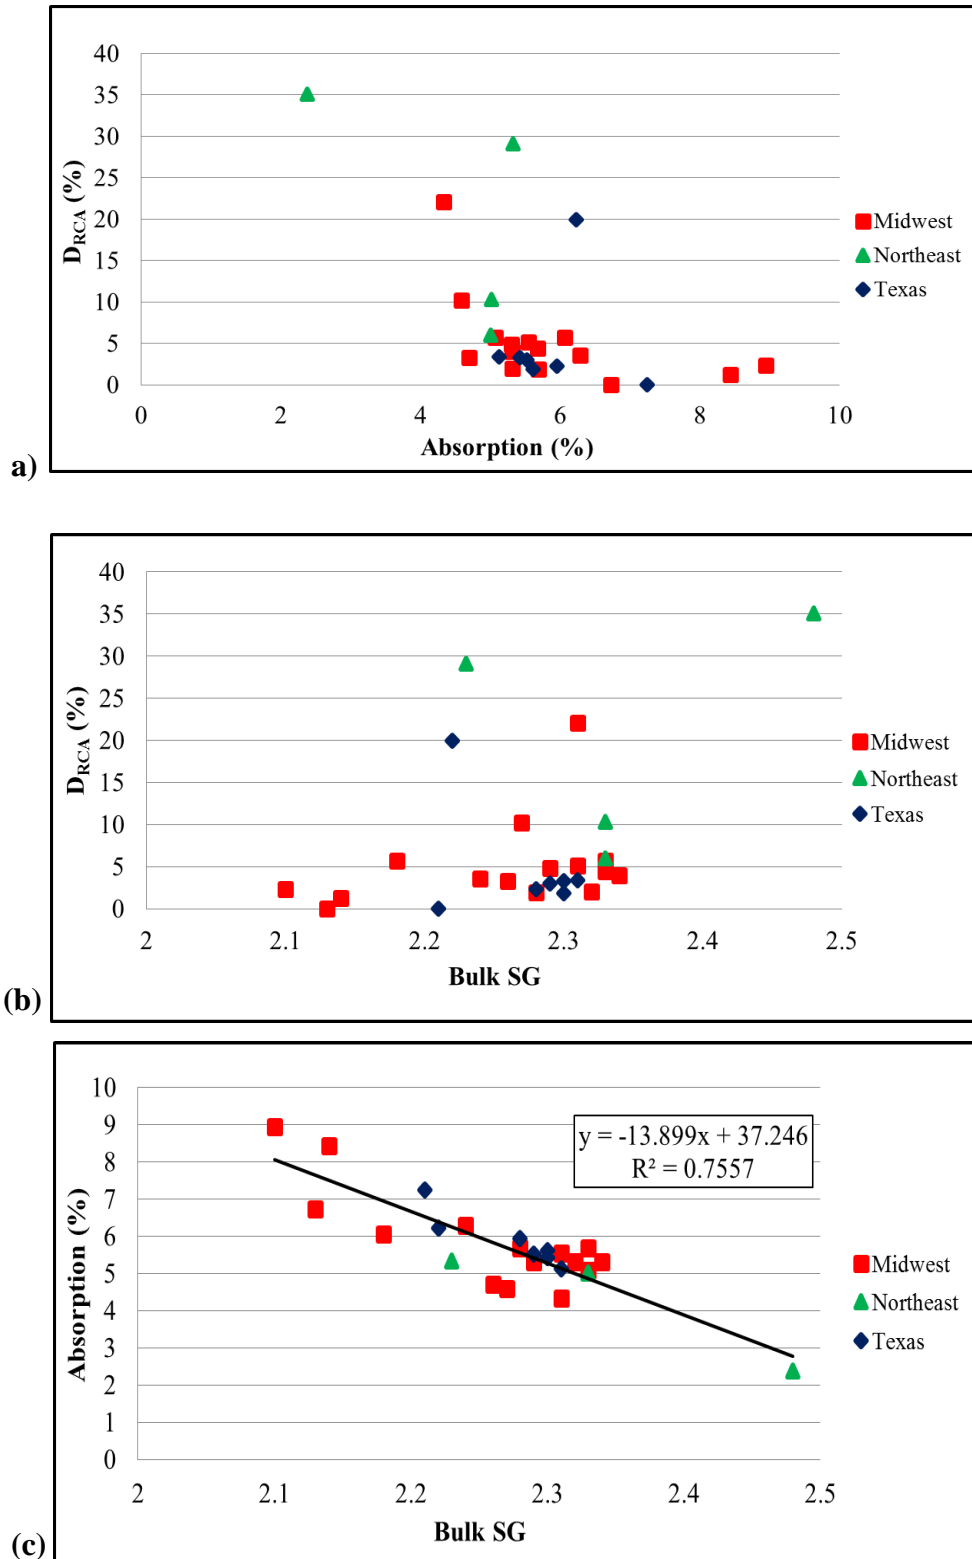 40
35
30
25
20
15
10
5
0
D_RCA (%)
0 2 4 6 8 10
Absorption (%)
Midwest
Northeast
Texas
a)
40
35
30
25
20
15
10
5
0
D_RCA (%)
2 2.1 2.2 2.3 2.4 2.5
Bulk SG
Midwest
Northeast
Texas
(b)
10
9
8
7
6
5
4
3
2
1
0
Absorption (%)
y = -13.899x + 37.246
R² = 0.7557
2 2.1 2.2 2.3 2.4 2.5
Bulk SG
Midwest
Northeast
Texas
(c)